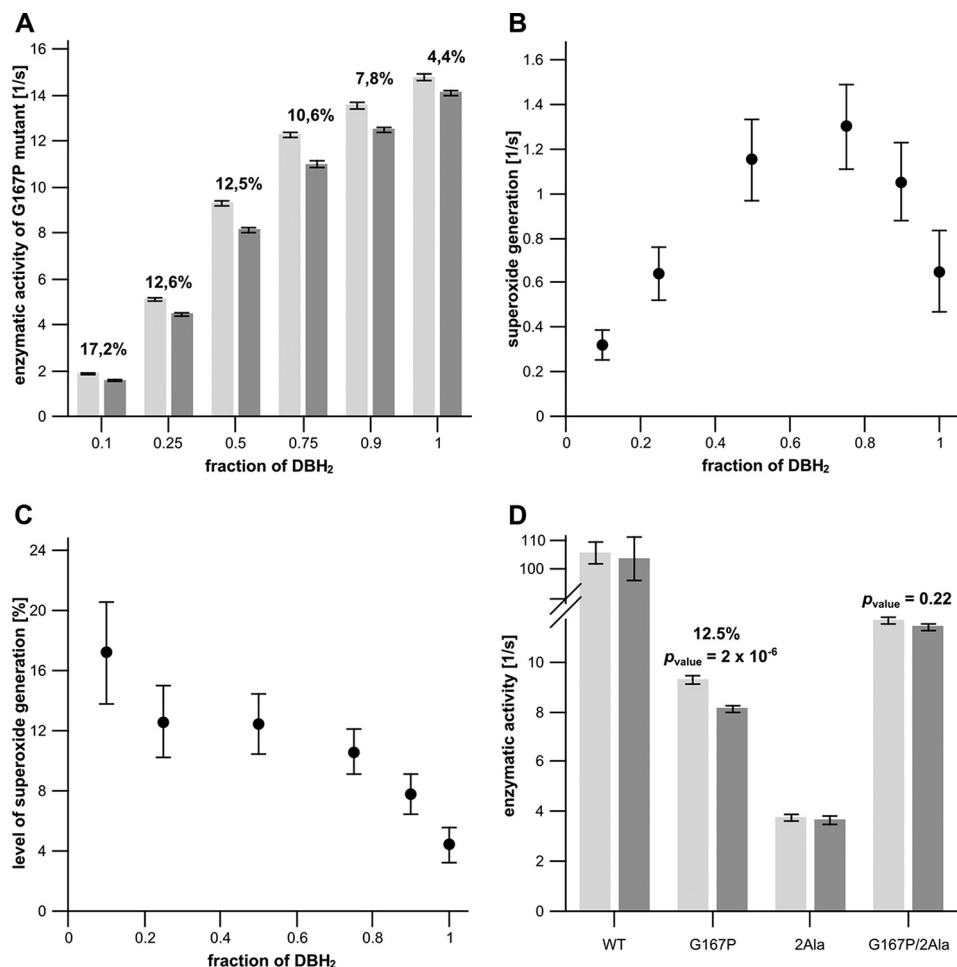 A
enzymatic activity of G167P mutant [1/s]
16
14
12
10
8
6
4
2
0
17,2%
12,6%
12,5%
10,6%
7,8%
4,4%
0.1 0.25 0.5 0.75 0.9 1
fraction of DBH₂
B
superoxide generation [1/s]
1.6
1.4
1.2
1
0.8
0.6
0.4
0.2
0
0 0.2 0.4 0.6 0.8 1
fraction of DBH₂
C
level of superoxide generation [%]
24
20
16
12
8
4
0
0 0.2 0.4 0.6 0.8 1
fraction of DBH₂
D
enzymatic activity [1/s]
110
100
10
8
6
4
2
0
12.5%
pvalue = 2 x 10⁻⁶
pvalue = 0.22
WT G167P 2Ala G167P/2Ala